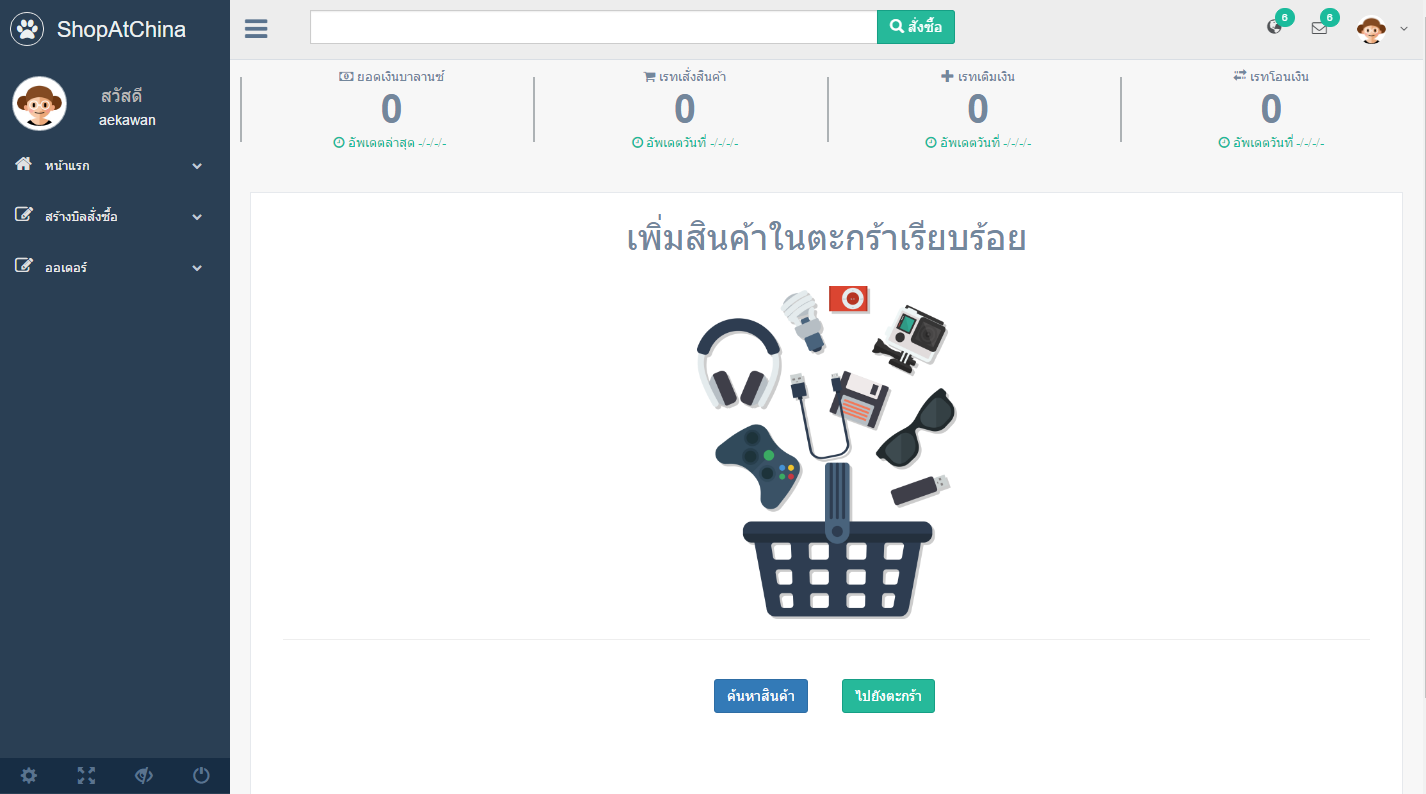 ShopAtChina
สั่งซื้อ
6
6
สวัสดี
aekawan
หน้าแรก
สร้างบิลสั่งซื้อ
ออเดอร์
ยอดเงินบาลานซ์
0
อัพเดตล่าสุด -/-/-/-
เรทเสั่งสินค้า
0
อัพเดตวันที่ -/-/-/-
เรทเติมเงิน
0
อัพเดตวันที่ -/-/-/-
เรทโอนเงิน
0
อัพเดตวันที่ -/-/-/-
เพิ่มสินค้าในตะกร้าเรียบร้อย
ค้นหาสินค้า
ไปยังตะกร้า